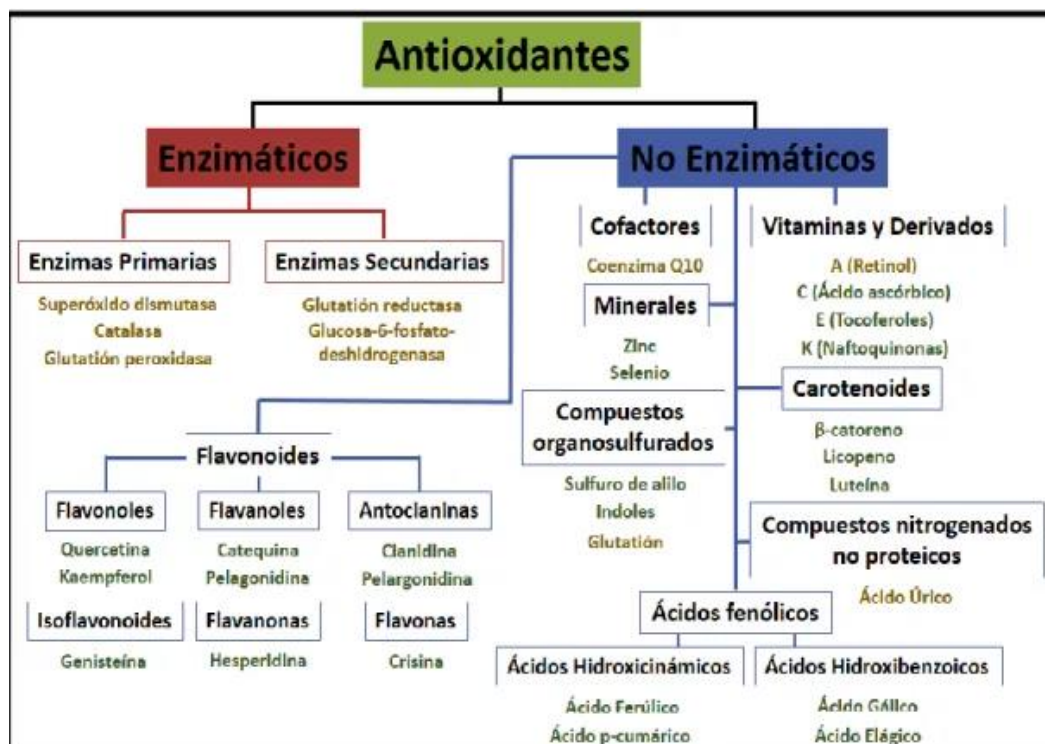 Antioxidantes
Enzimáticos
No Enzimáticos
Enzimas Primarias
Superóxido dismutasa
Catalasa
Glutatión peroxidasa
Enzimas Secundarias
Glutatión reductasa
Glucosa-6-fosfato-
deshidrogenasa
Cofactores
Coenzima Q10
Minerales
Zinc
Selenio
Compuestos
organosulfurados
Sulfuro de alilo
Indoles
Glutatión
Vitaminas y Derivados
A (Retinol)
C (Ácido ascórbico)
E (Tocoferoles)
K (Naftoquinonas)
Carotenoides
β-catoreno
Licopeno
Luteína
Compuestos nitrogenados
no proteicos
Ácido Úrico
Flavonoides
Flavonoles
Quercetina
Kaempferol
Flavanoles
Catequina
Pelagonidina
Antocianinas
Cianidina
Pelargonidina
Isoflavonoides
Genisteína
Flavanonas
Hesperidina
Flavonas
Crisina
Ácidos fenólicos
Ácidos Hidroxicinámicos
Ácido Ferúlico
Ácido p-cumárico
Ácidos Hidroxibenzoicos
Ácido Gálico
Ácido Elágico